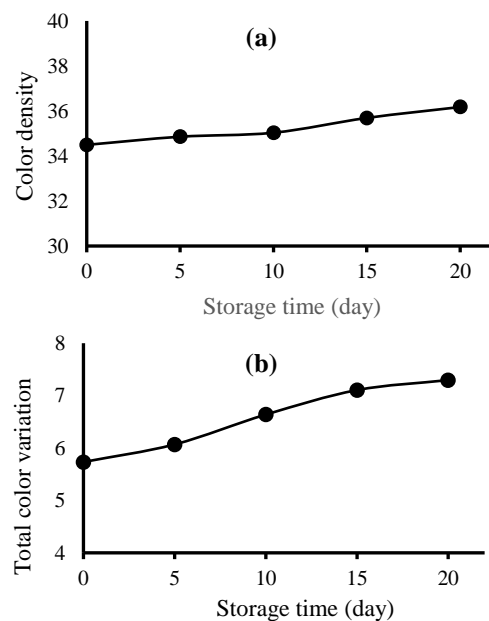 (a)
Color density
40
38
36
34
32
30
0 5 10 15 20
Storage time (day)
(b)
Total color variation
8
7
6
5
4
0 5 10 15 20
Storage time (day)